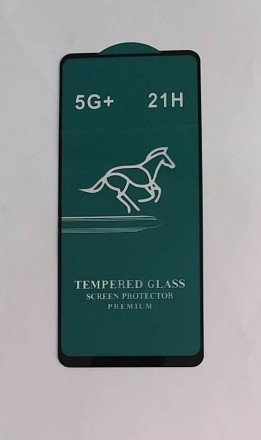 5G+ 21H
TEMPERED GLASS
SCREEN PROTECTOR
PREMIUM